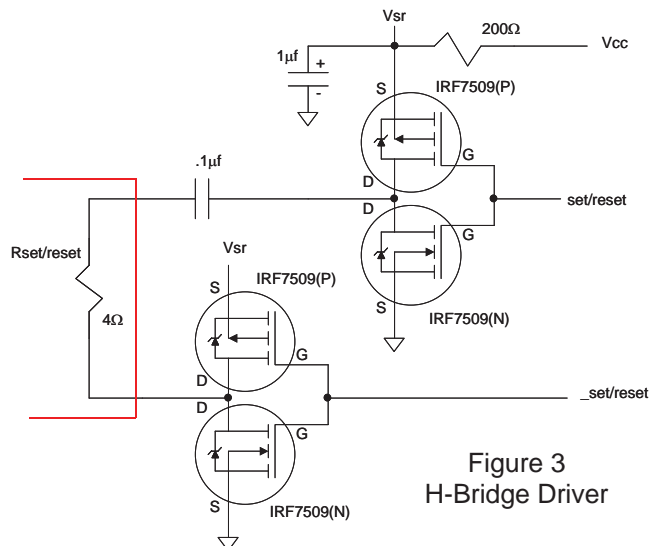 Vsr
200Ω
Vcc
1µf
+
-
S
IRF7509(P)
G
D
.1µf
D
set/reset
G
S
IRF7509(N)
Rset/reset
4Ω
Vsr
S
IRF7509(P)
G
D
D
_set/reset
G
S
IRF7509(N)
Figure 3
H-Bridge Driver